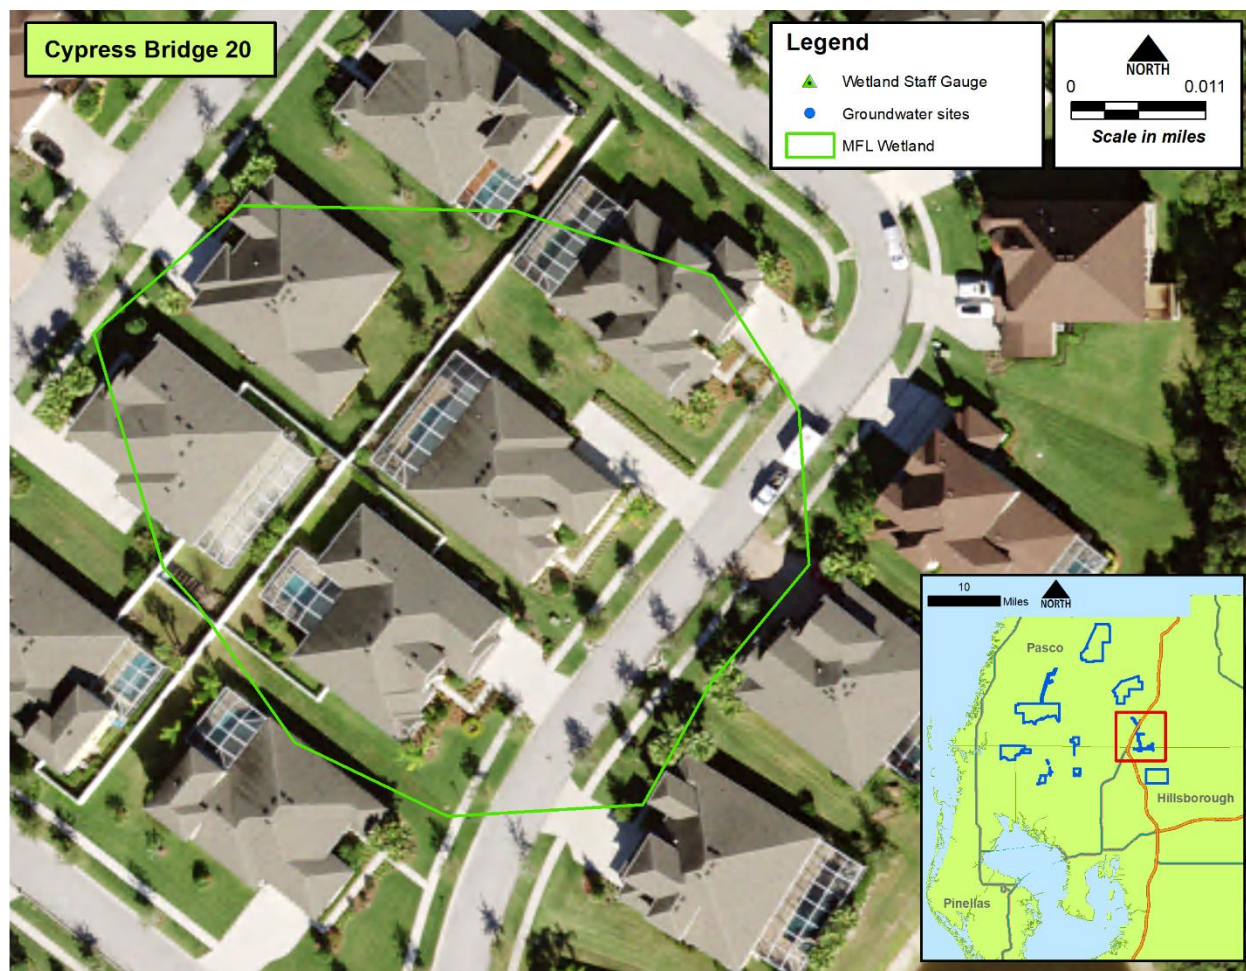 Cypress Bridge 20
Legend
Wetland Staff Gauge
Groundwater sites
MFL Wetland
NORTH
0 0.011
Scale in miles
10
Miles NORTH
Pasco
Hillsborough
Pinellas